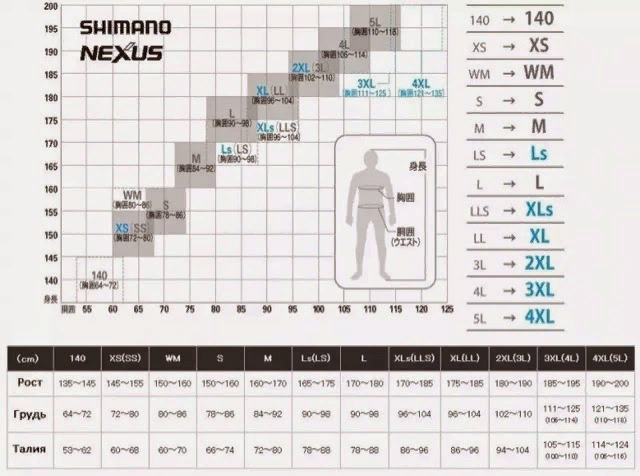 SHIMANO
NEXUS
200
195
190
185
180
175
170
165
160
155
150
145
140
身長
胴囲 55 60 65 70 75 80 85 90 95 100 105 110 115 120 125
5L
(胸囲110〜118)
4L
(胸囲106〜114)
2XL (3L)
(胸囲102〜110)
3XL
(胸囲111〜125)
4XL
(胸囲121〜135)
XL (LL)
(胸囲96〜104)
L
(胸囲90〜98)
XLs (LLS)
(胸囲96〜104)
Ls (LS)
(胸囲90〜98)
M
(胸囲84〜92)
WM
(胸囲80〜86)
S
(胸囲78〜86)
XS (SS)
(胸囲72〜80)
140
(胸囲64〜72)
身長
胸囲
胴囲
(ウエスト)
140 → 140
XS → XS
WM → WM
S → S
M → M
LS → Ls
L → L
LLS → XLs
LL → XL
3L → 2XL
4L → 3XL
5L → 4XL
(cm) 140 XS(SS) WM S M Ls(LS) L XLs(LLS) XL(LL) 2XL(3L) 3XL(4L) 4XL(5L)
Рост 135〜145 145〜155 150〜160 150〜160 160〜170 165〜175 170〜180 170〜185 175〜185 180〜190 185〜195 190〜200
Грудь 64〜72 72〜80 80〜86 78〜86 84〜92 90〜98 90〜98 96〜104 96〜104 102〜110 111〜125 (106〜114) 121〜135 (110〜118)
Талия 53〜62 60〜68 60〜70 66〜74 72〜80 78〜88 78〜88 86〜96 86〜96 94〜104 105〜115 (100〜110) 114〜124 (106〜116)